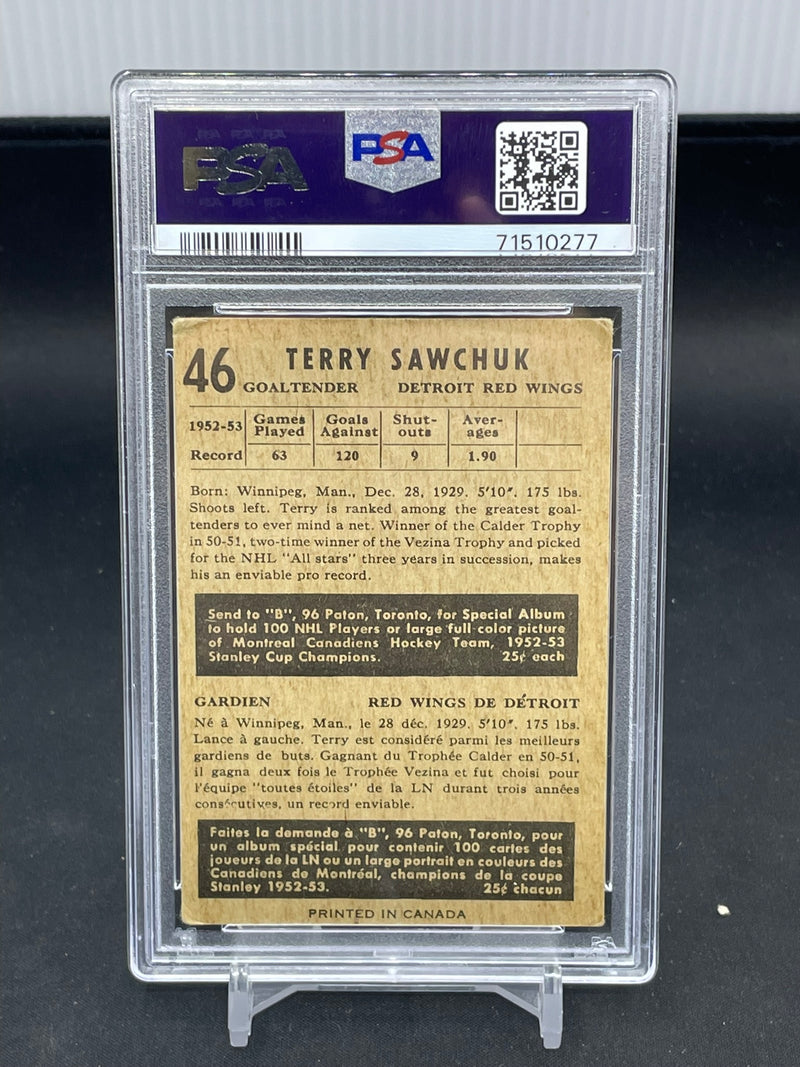 PSA
PSA
71510277
46 TERRY SAWCHUK
GOALTENDER DETROIT RED WINGS
1952-53 Games Played Goals Against Shut-outs Aver-ages
Record 63 120 9 1.90
Born: Winnipeg, Man., Dec. 28, 1929. 5'10". 175 lbs.
Shoots left. Terry is ranked among the greatest goal-
tenders to ever mind a net. Winner of the Calder Trophy
in 50-51, two-time winner of the Vezina Trophy and picked
for the NHL "All stars" three years in succession, makes
his an enviable pro record.
Send to "B", 96 Paton, Toronto, for Special Album
to hold 100 NHL Players or large full color picture
of Montreal Canadiens Hockey Team, 1952-53
Stanley Cup Champions. 25¢ each
GARDIEN RED WINGS DE DÉTROIT
Né à Winnipeg, Man., le 28 déc. 1929. 5'10". 175 lbs.
Lance à gauche. Terry est considéré parmi les meilleurs
gardiens de buts. Gagnant du Trophée Calder en 50-51,
il gagna deux fois le Trophée Vezina et fut choisi pour
l'équipe "toutes étoiles" de la LN durant trois années
consécutives, un record enviable.
Faites la demande à "B", 96 Paton, Toronto, pour
un album spécial pour contenir 100 cartes des
joueurs de la LN ou un large portrait en couleurs des
Canadiens de Montréal, champions de la coupe
Stanley 1952-53. 25¢ chacun
PRINTED IN CANADA